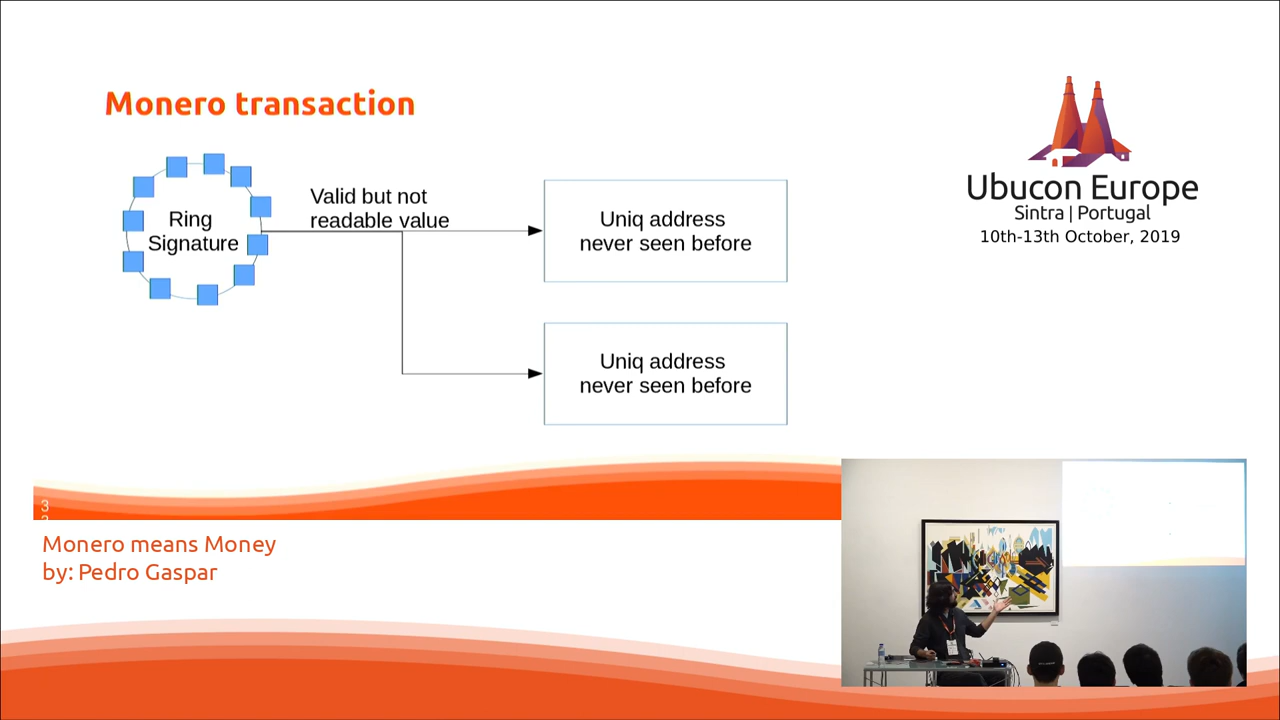 Monero transaction
Ring
Signature
Valid but not
readable value
Uniq address
never seen before
Uniq address
never seen before
Ubucon Europe
Sintra | Portugal
10th-13th October, 2019
3
Monero means Money
by: Pedro Gaspar